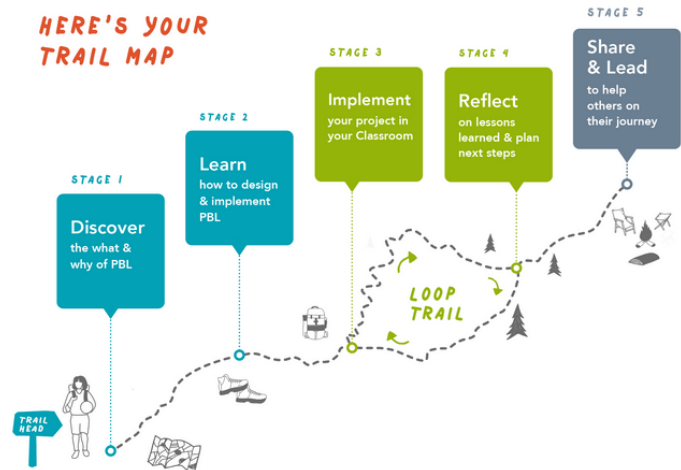 HERE'S YOUR
TRAIL MAP
STAGE 1
Discover
the what &
why of PBL
STAGE 2
Learn
how to design
& implement
PBL
STAGE 3
Implement
your project in
your Classroom
STAGE 4
Reflect
on lessons
learned & plan
next steps
STAGE 5
Share
& Lead
to help
others on
their journey
LOOP
TRAIL
TRAIL
HEAD